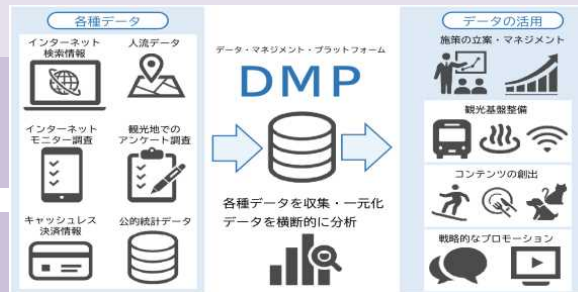 各種データ
インターネット
検索情報
人流データ
インターネット
モニター調査
観光地での
アンケート調査
キャッシュレス
決済情報
公的統計データ
データ・マネジメント・プラットフォーム
DMP
各種データを収集・一元化
データを横断的に分析
データの活用
施策の立案・マネジメント
観光基盤整備
コンテンツの創出
戦略的なプロモーション